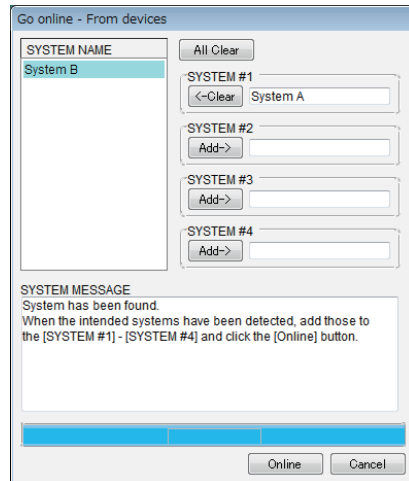 Go online - From devices
SYSTEM NAME
All Clear
System B
SYSTEM #1
<-Clear
System A
SYSTEM #2
Add->
SYSTEM #3
Add->
SYSTEM #4
Add->
SYSTEM MESSAGE
System has been found.
When the intended systems have been detected, add those to
the [SYSTEM #1] - [SYSTEM #4] and click the [Online] button.
Online
Cancel